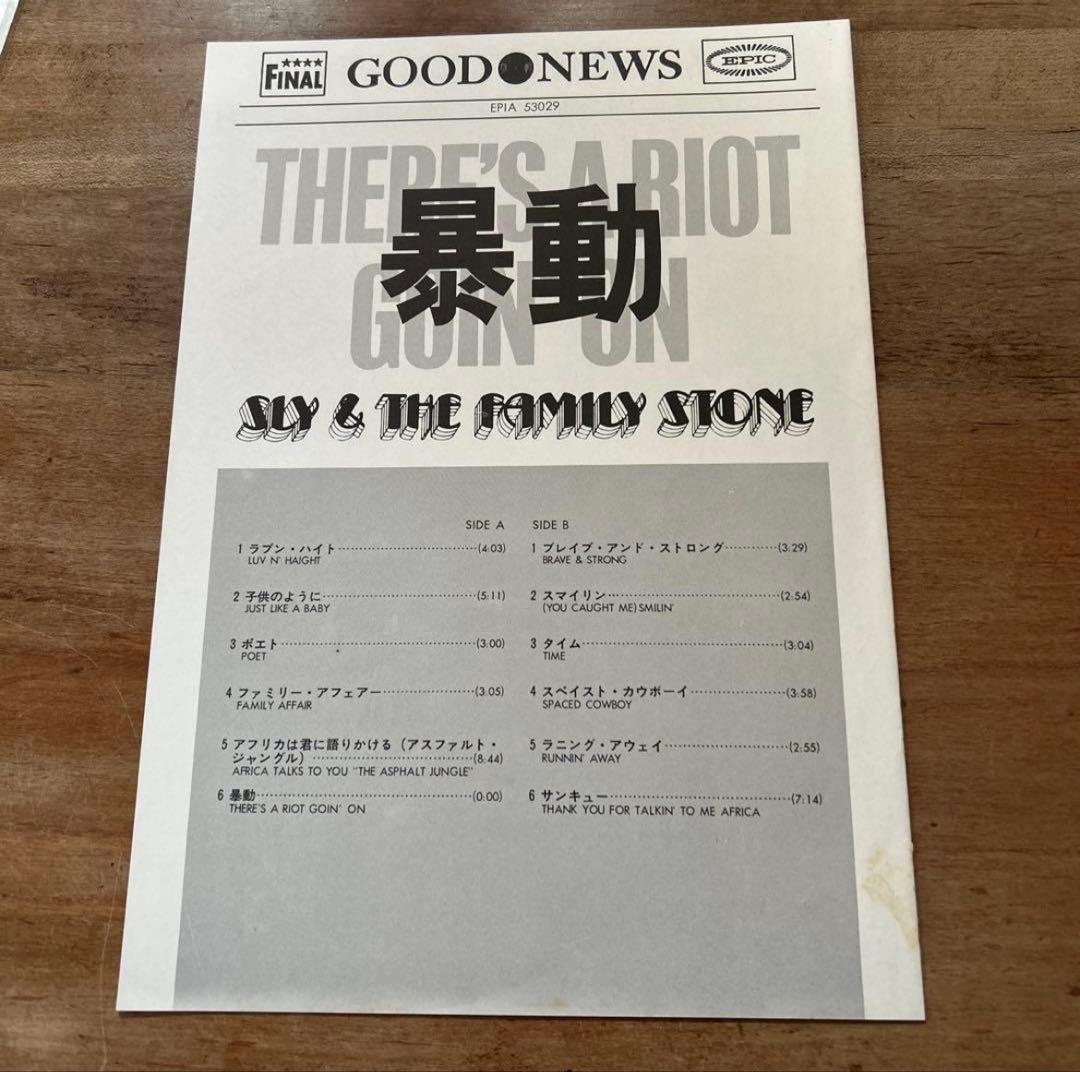 ★★★★
FINAL
GOOD NEWS
EPIC
EPIA 53029
THERE'S A RIOT
GOIN' ON
暴動
SLY & THE FAMILY STONE
SIDE A
1 ラブン・ハイト (4:03)
LUV N' HAIGHT
2 子供のように (5:11)
JUST LIKE A BABY
3 ポエト (3:00)
POET
4 ファミリー・アフェアー (3:05)
FAMILY AFFAIR
5 アフリカは君に語りかける (アスファルト・
ジャングル) (8:44)
AFRICA TALKS TO YOU "THE ASPHALT JUNGLE"
6 暴動 (0:00)
THERE'S A RIOT GOIN' ON
SIDE B
1 ブレイブ・アンド・ストロング (3:29)
BRAVE & STRONG
2 スマイリン (2:54)
(YOU CAUGHT ME) SMILIN'
3 タイム (3:04)
TIME
4 スペイスト・カウボーイ (3:58)
SPACED COWBOY
5 ラニング・アウェイ (2:55)
RUNNIN' AWAY
6 サンキュー (7:14)
THANK YOU FOR TALKIN' TO ME AFRICA